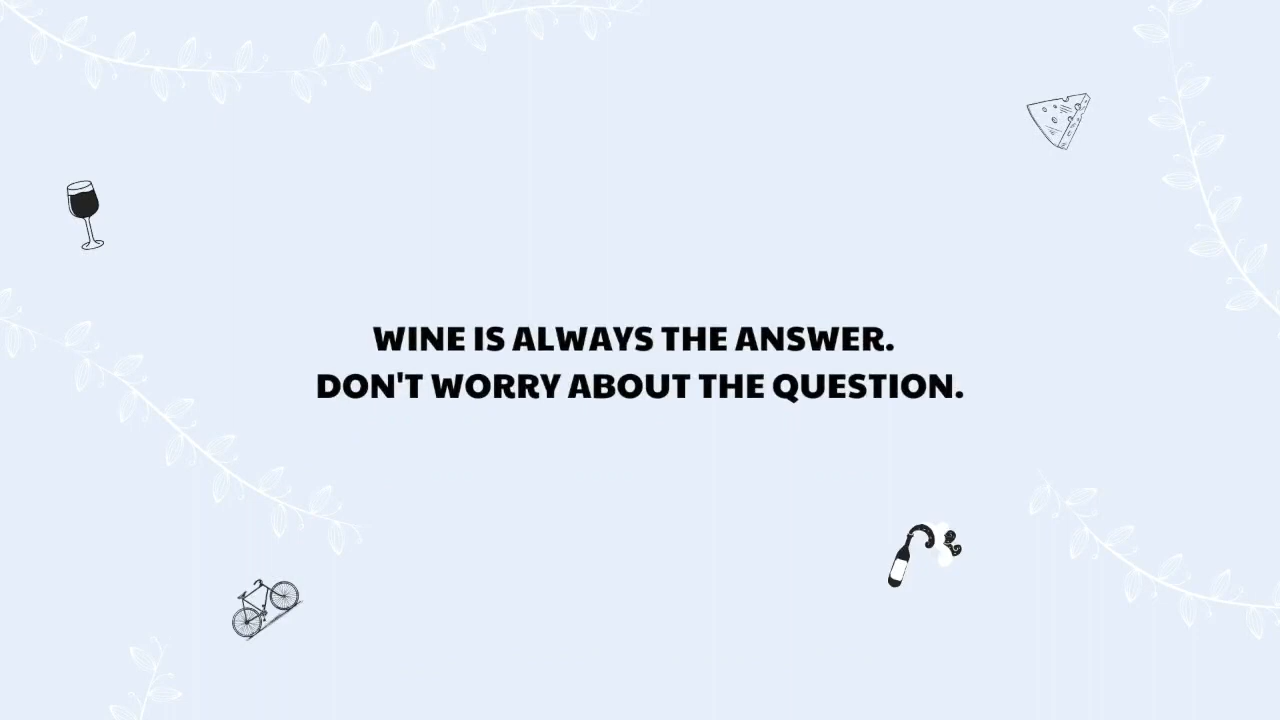 WINE IS ALWAYS THE ANSWER.
DON'T WORRY ABOUT THE QUESTION.